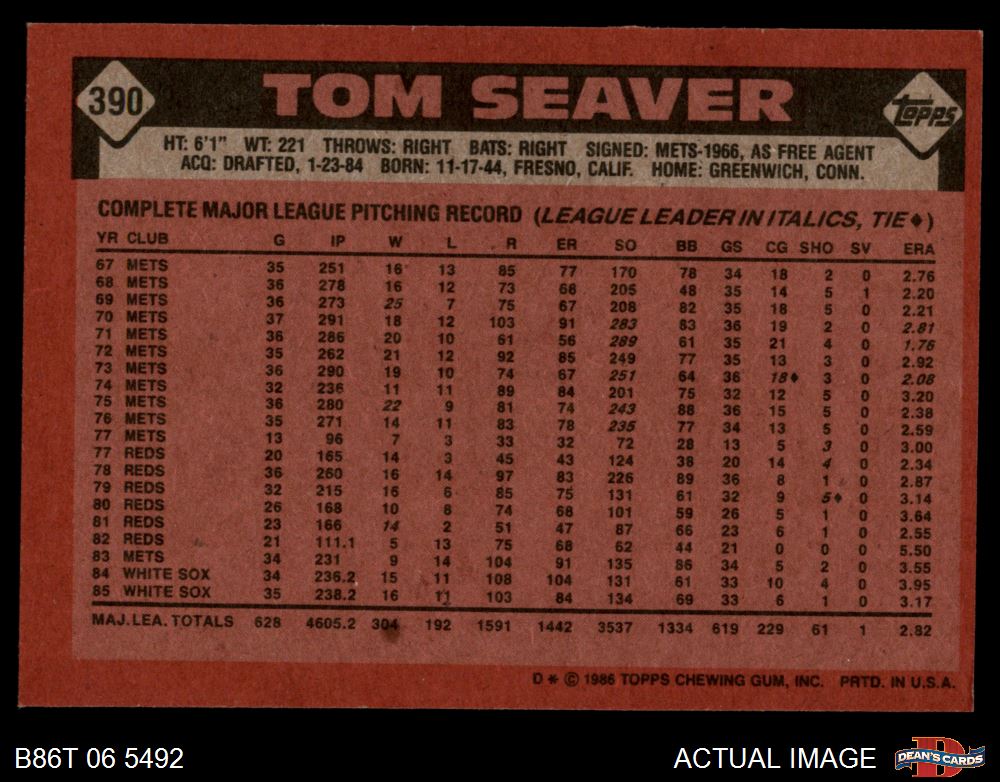 390 TOM SEAVER topps
HT: 6'1" WT: 221 THROWS: RIGHT BATS: RIGHT SIGNED: METS-1966, AS FREE AGENT
ACQ: DRAFTED, 1-23-84 BORN: 11-17-44, FRESNO, CALIF. HOME: GREENWICH, CONN.
COMPLETE MAJOR LEAGUE PITCHING RECORD (LEAGUE LEADER IN ITALICS, TIE♦)
YR CLUB G IP W L R ER SO BB GS CG SHO SV ERA
67 METS 35 251 16 13 85 77 170 78 34 18 2 0 2.76
68 METS 36 278 16 12 73 68 205 48 35 14 5 1 2.20
69 METS 36 273 25 7 75 67 208 82 35 18 5 0 2.21
70 METS 37 291 18 12 103 91 283 83 36 19 2 0 2.81
71 METS 36 286 20 10 61 56 289 61 35 21 4 0 1.76
72 METS 35 262 21 12 92 85 249 77 35 13 3 0 2.92
73 METS 36 290 19 10 74 67 251 64 36 18♦ 3 0 2.08
74 METS 32 236 11 11 89 84 201 75 32 12 5 0 3.20
75 METS 36 280 22 9 81 74 243 88 36 15 5 0 2.38
76 METS 35 271 14 11 83 78 235 77 34 13 5 0 2.59
77 METS 13 96 7 3 33 32 72 28 13 5 3 0 3.00
77 REDS 20 165 14 3 45 43 124 38 20 14 4 0 2.34
78 REDS 36 260 16 14 97 83 226 89 36 8 1 0 2.87
79 REDS 32 215 16 6 85 75 131 61 32 9 5♦ 0 3.14
80 REDS 26 168 10 8 74 68 101 59 26 5 1 0 3.64
81 REDS 23 166 14 2 51 47 87 66 23 6 1 0 2.55
82 REDS 21 111.1 5 13 75 68 62 44 21 0 0 0 5.50
83 METS 34 231 9 14 104 91 135 86 34 5 2 0 3.55
84 WHITE SOX 34 236.2 15 11 108 104 131 61 33 10 4 0 3.95
85 WHITE SOX 35 238.2 16 11 103 84 134 69 33 6 1 0 3.17
MAJ. LEA. TOTALS 628 4605.2 304 192 1591 1442 3537 1334 619 229 61 1 2.82
D * © 1986 TOPPS CHEWING GUM, INC. PRTD. IN U.S.A.
B86T 06 5492 ACTUAL IMAGE D DEAN'S CARDS